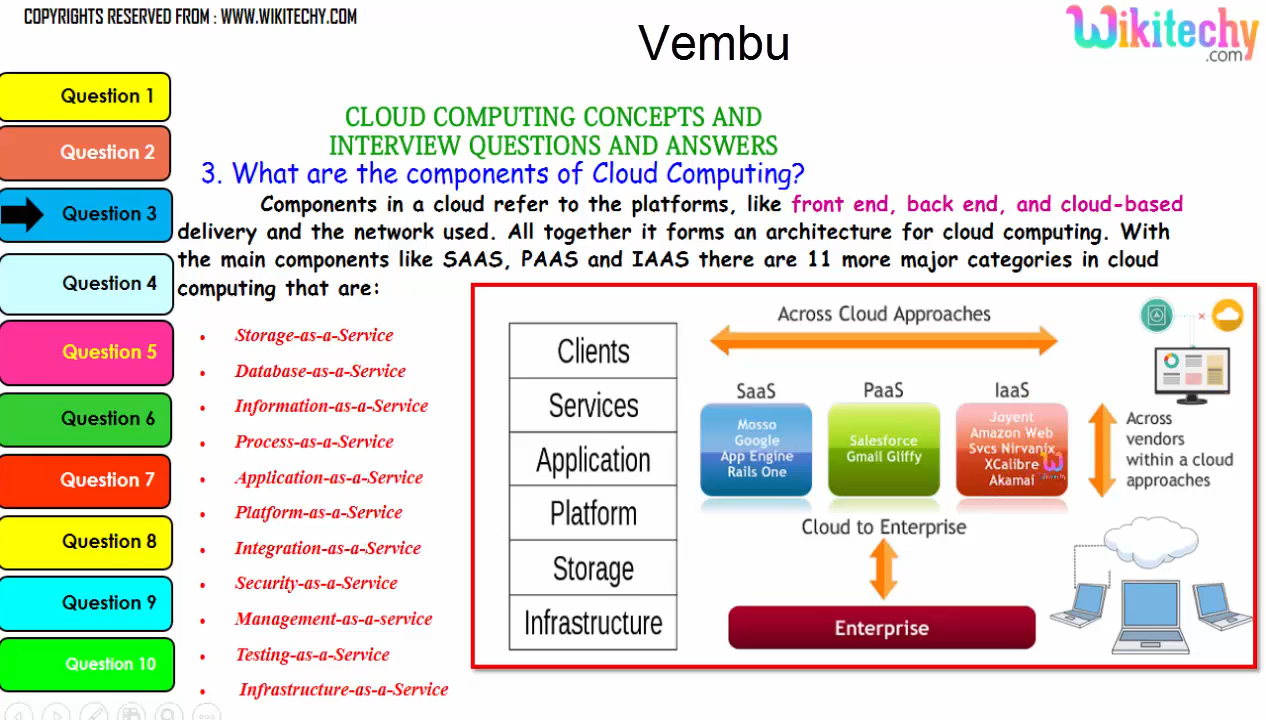 COPYRIGHTS RESERVED FROM : WWW.WIKITECHY.COM
Vembu
Wikitechy
.com
Question 1
Question 2
Question 3
Question 4
Question 5
Question 6
Question 7
Question 8
Question 9
Question 10
CLOUD COMPUTING CONCEPTS AND
INTERVIEW QUESTIONS AND ANSWERS
3. What are the components of Cloud Computing?
Components in a cloud refer to the platforms, like front end, back end, and cloud-based
delivery and the network used. All together it forms an architecture for cloud computing. With
the main components like SAAS, PAAS and IAAS there are 11 more major categories in cloud
computing that are:
• Storage-as-a-Service
• Database-as-a-Service
• Information-as-a-Service
• Process-as-a-Service
• Application-as-a-Service
• Platform-as-a-Service
• Integration-as-a-Service
• Security-as-a-Service
• Management-as-a-service
• Testing-as-a-Service
• Infrastructure-as-a-Service
Clients
Services
Application
Platform
Storage
Infrastructure
Across Cloud Approaches
SaaS
Mosso
Google
App Engine
Rails One
PaaS
Salesforce
Gmail Gliffy
IaaS
Joyent
Amazon Web
Svcs Nirvanix
XCalibre
Akamai
Across
vendors
within a cloud
approaches
Cloud to Enterprise
Enterprise